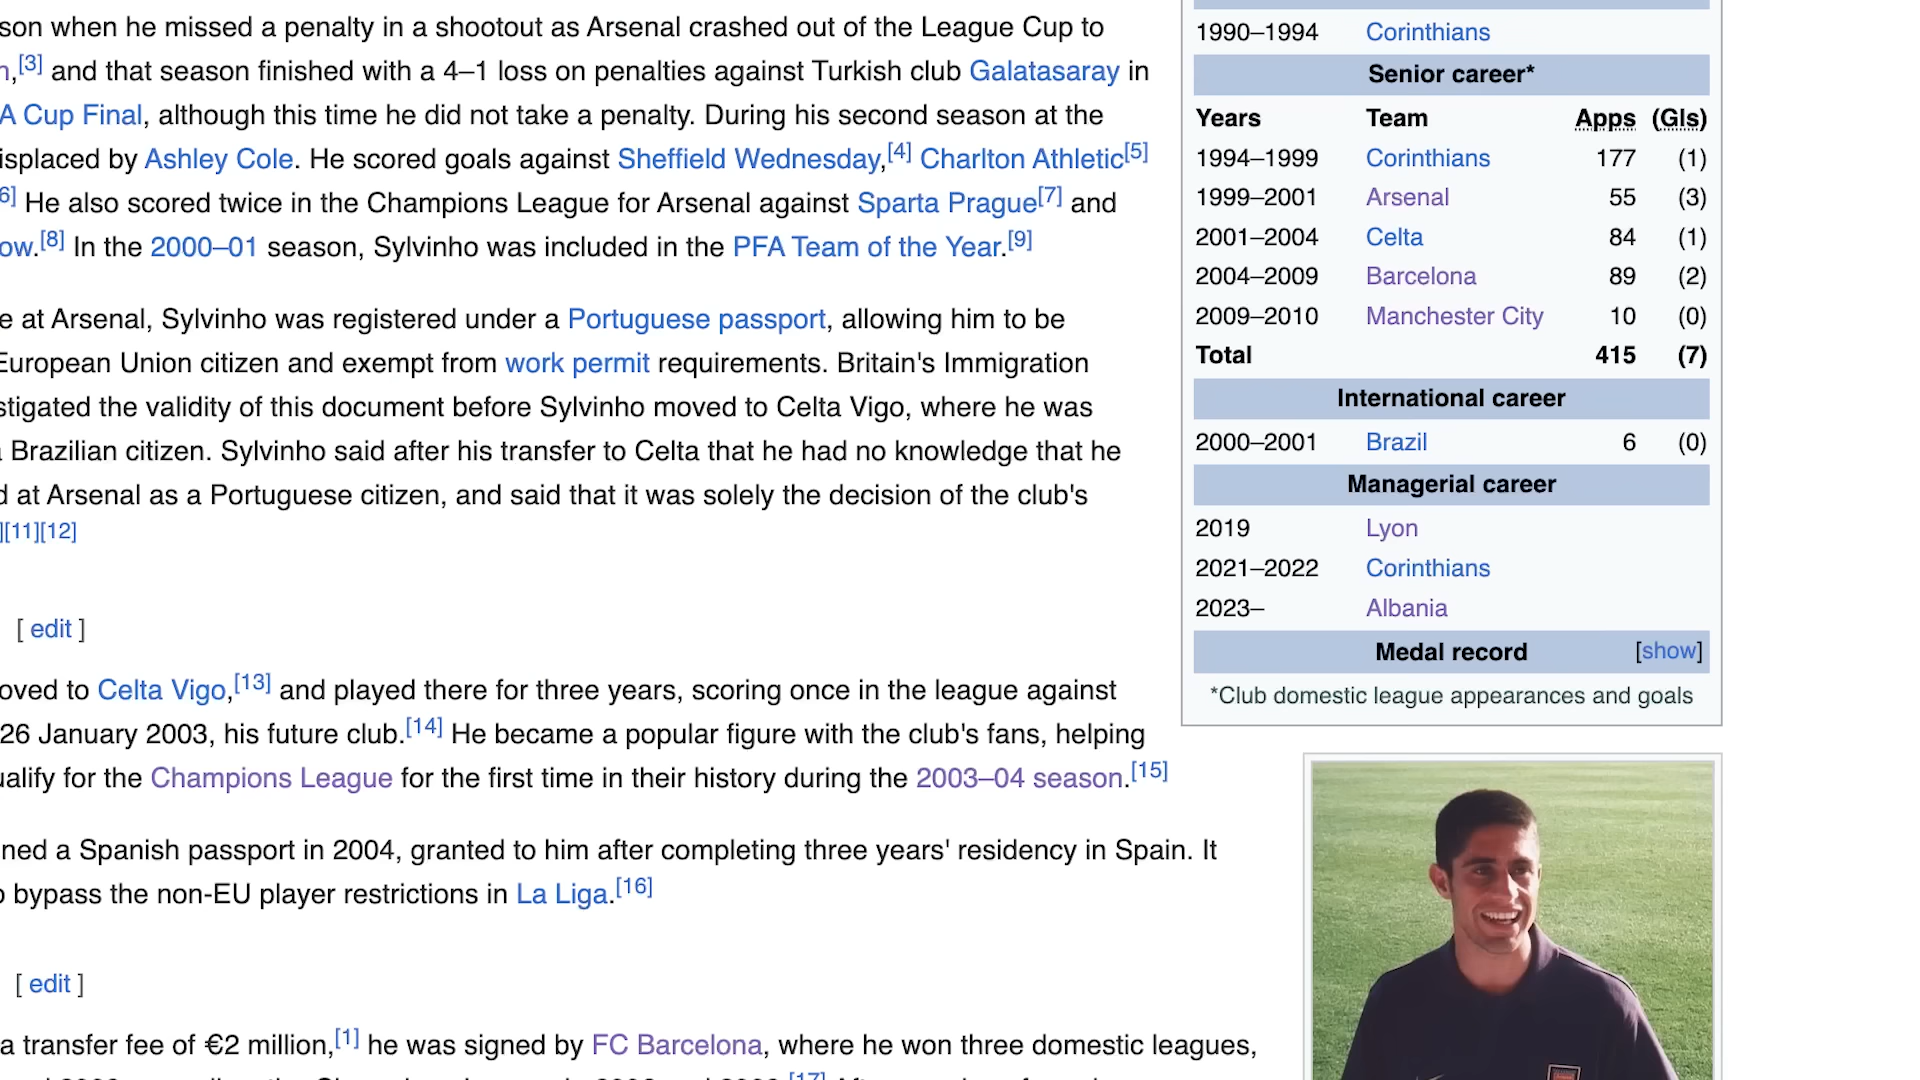 son when he missed a penalty in a shootout as Arsenal crashed out of the League Cup to
,[3] and that season finished with a 4–1 loss on penalties against Turkish club Galatasaray in
A Cup Final, although this time he did not take a penalty. During his second season at the
isplaced by Ashley Cole. He scored goals against Sheffield Wednesday,[4] Charlton Athletic[5]
6] He also scored twice in the Champions League for Arsenal against Sparta Prague[7] and
ow.[8] In the 2000–01 season, Sylvinho was included in the PFA Team of the Year.[9]
e at Arsenal, Sylvinho was registered under a Portuguese passport, allowing him to be
European Union citizen and exempt from work permit requirements. Britain's Immigration
stigated the validity of this document before Sylvinho moved to Celta Vigo, where he was
Brazilian citizen. Sylvinho said after his transfer to Celta that he had no knowledge that he
d at Arsenal as a Portuguese citizen, and said that it was solely the decision of the club's
][11][12]
[ edit ]
oved to Celta Vigo,[13] and played there for three years, scoring once in the league against
26 January 2003, his future club.[14] He became a popular figure with the club's fans, helping
ualify for the Champions League for the first time in their history during the 2003–04 season.[15]
ned a Spanish passport in 2004, granted to him after completing three years' residency in Spain. It
o bypass the non-EU player restrictions in La Liga.[16]
[ edit ]
a transfer fee of €2 million,[1] he was signed by FC Barcelona, where he won three domestic leagues,
1990–1994 Corinthians
Senior career*
Years Team Apps (Gls)
1994–1999 Corinthians 177 (1)
1999–2001 Arsenal 55 (3)
2001–2004 Celta 84 (1)
2004–2009 Barcelona 89 (2)
2009–2010 Manchester City 10 (0)
Total 415 (7)
International career
2000–2001 Brazil 6 (0)
Managerial career
2019 Lyon
2021–2022 Corinthians
2023– Albania
Medal record [show]
*Club domestic league appearances and goals